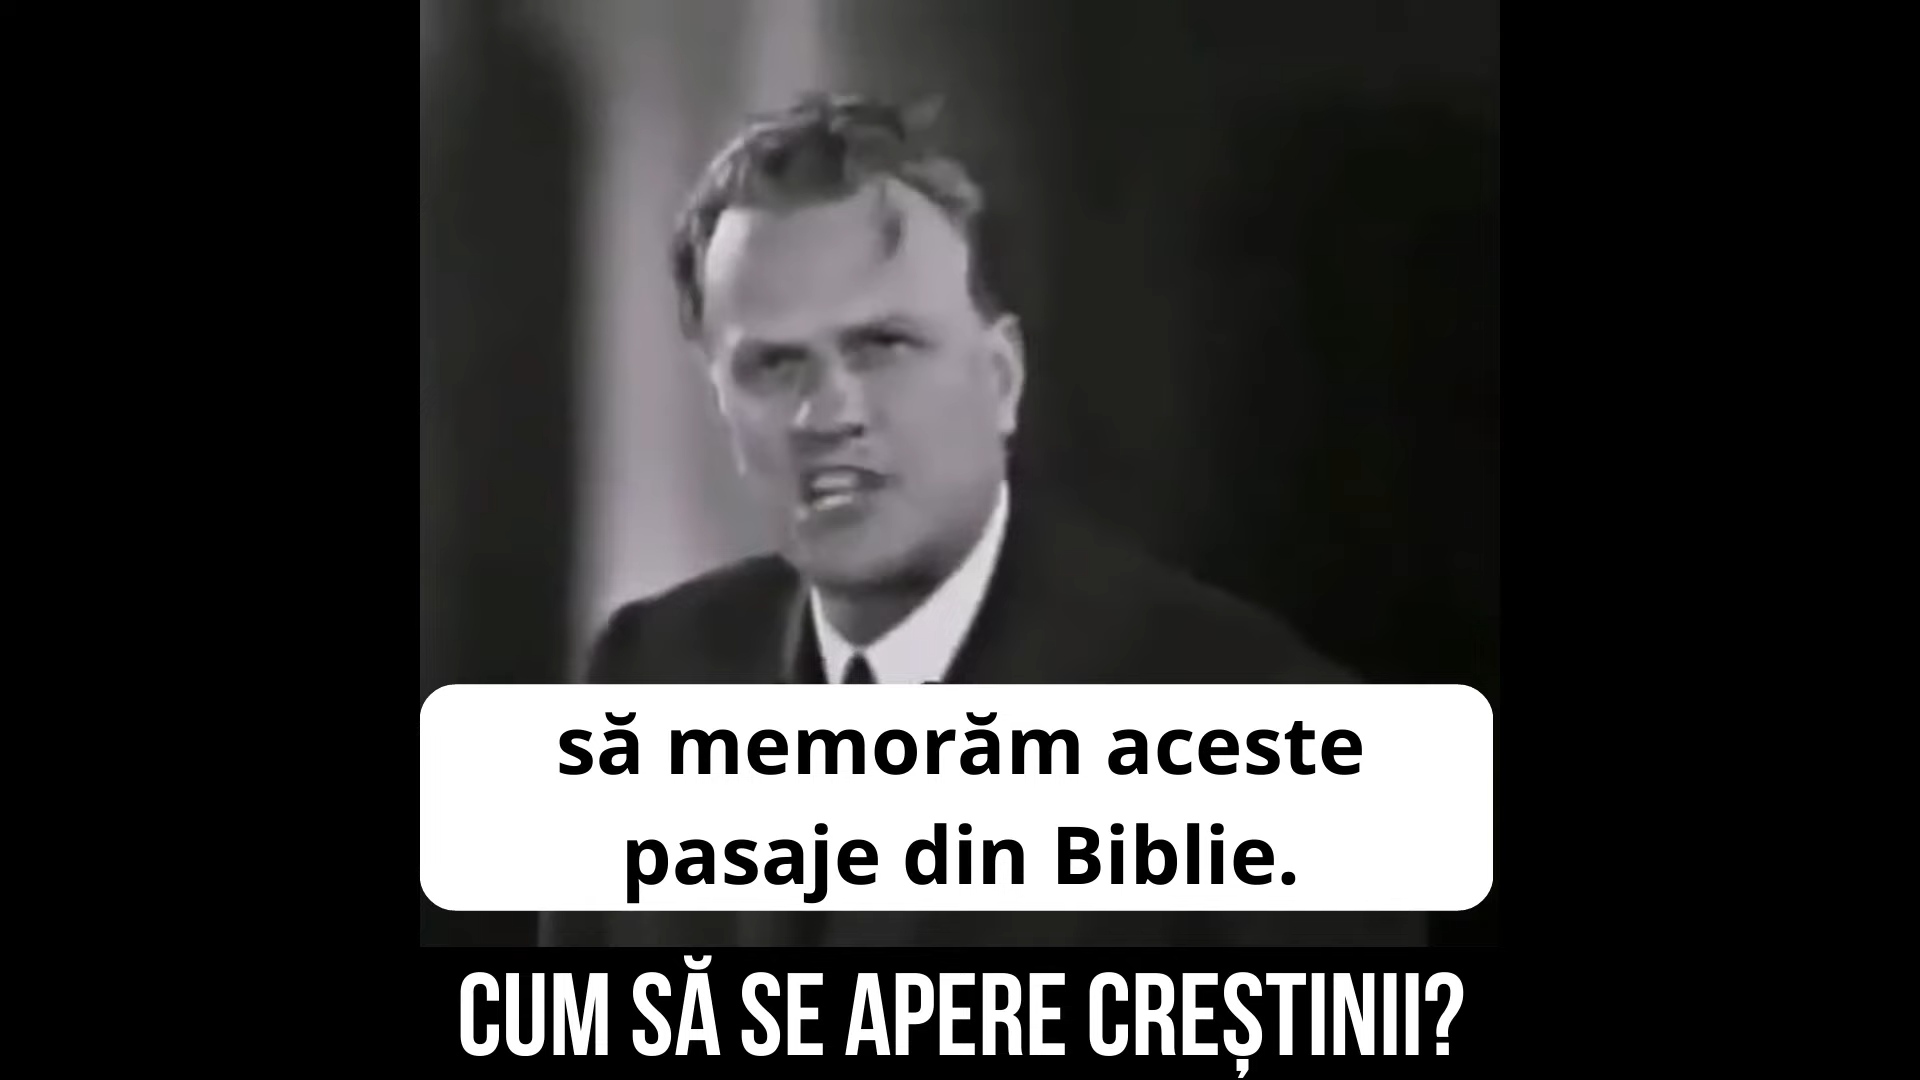 să memorăm aceste
pasaje din Biblie.
CUM SĂ SE APERE CREȘTINII?